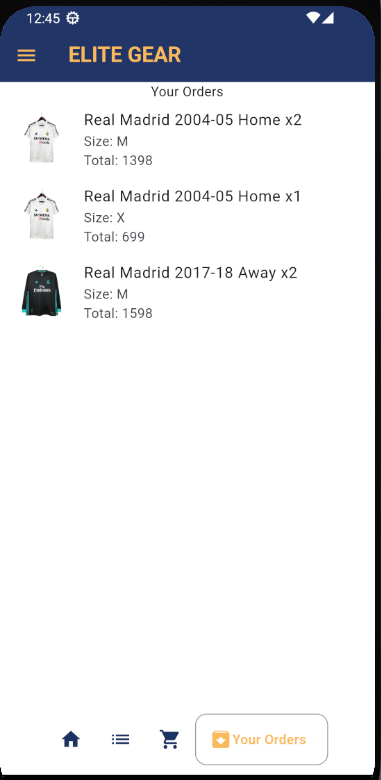 12:45
ELITE GEAR
Your Orders
Real Madrid 2004-05 Home x2
Size: M
Total: 1398
Real Madrid 2004-05 Home x1
Size: X
Total: 699
Real Madrid 2017-18 Away x2
Size: M
Total: 1598
Your Orders